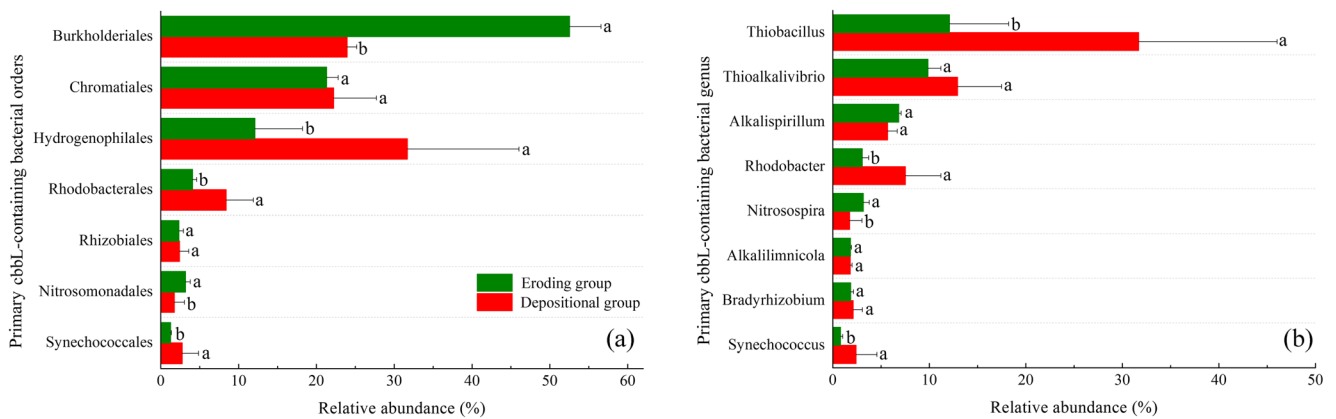 Primary cbbL-containing bacterial orders
Burkholderiales
a
b
Chromatiales
a
a
Hydrogenophilales
b
a
Rhodobacterales
b
a
Rhizobiales
a
a
Nitrosomonadales
a
b
Synechococcales
b
a
Eroding group
Depositional group
(a)
0 10 20 30 40 50 60
Relative abundance (%)
Primary cbbL-containing bacterial genus
Thiobacillus
b
a
Thioalkalivibrio
a
a
Alkalispirillum
a
a
Rhodobacter
b
a
Nitrosospira
a
b
Alkalilimnicola
a
a
Bradyrhizobium
a
a
Synechococcus
b
a
(b)
0 10 20 30 40 50
Relative abundance (%)